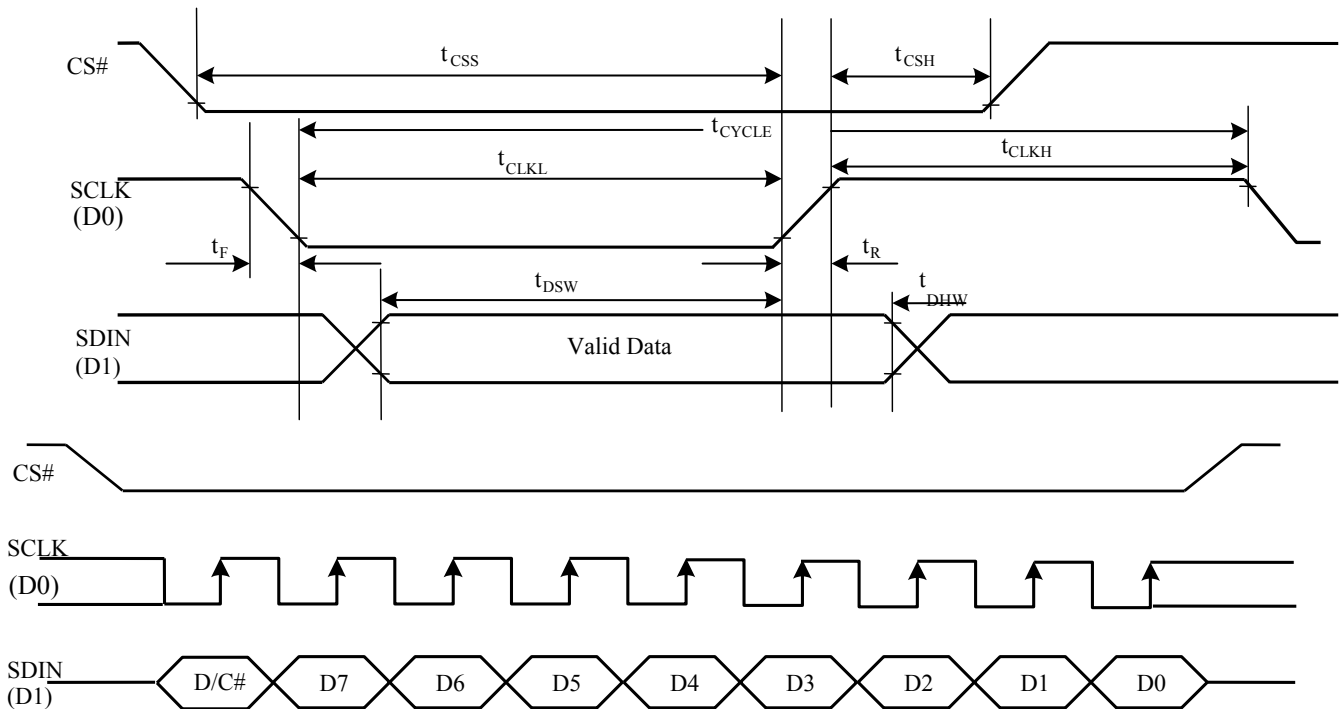 CS#
tCSS
tCSH
tCYCLE
tCLKL
tCLKH
SCLK
(D0)
tF
tR
tDSW
tDHW
SDIN
(D1)
Valid Data
CS#
SCLK
(D0)
SDIN
(D1)
D/C# D7 D6 D5 D4 D3 D2 D1 D0